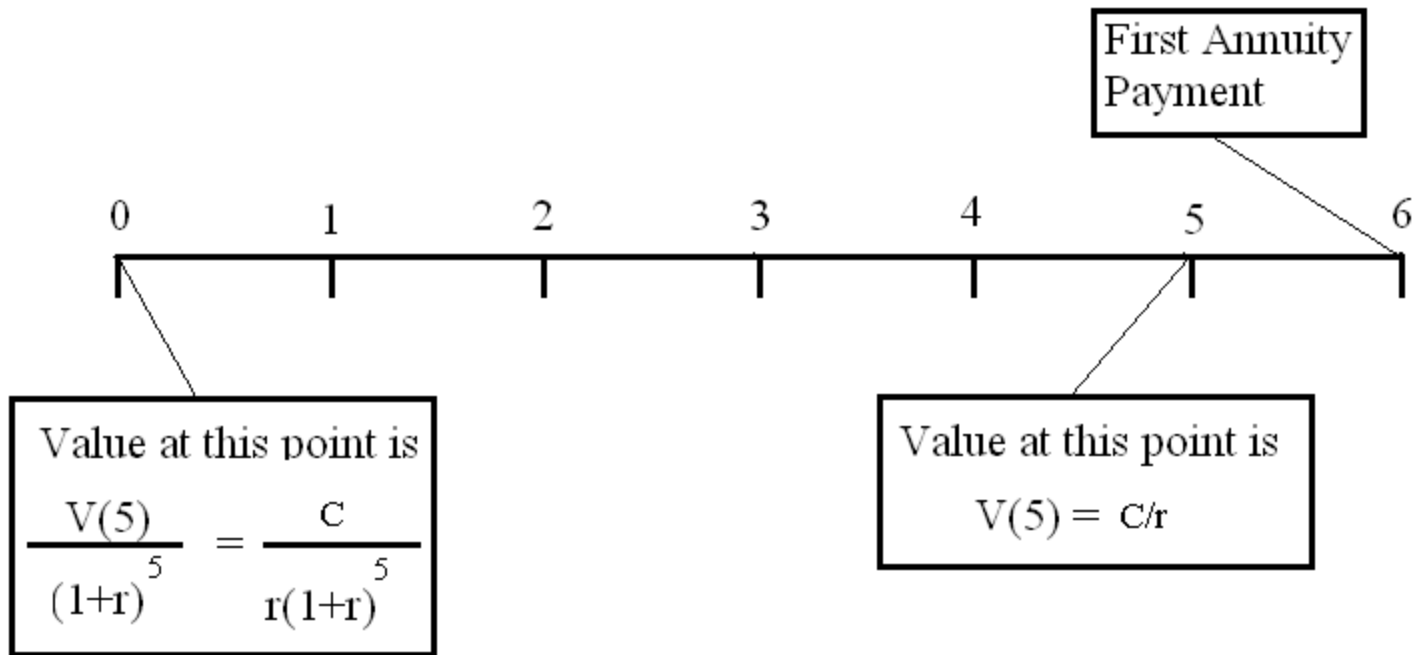 First Annuity
Payment
0 1 2 3 4 5 6
Value at this point is
V(5) / (1+r)^5 = C / r(1+r)^5
Value at this point is
V(5) = C/r